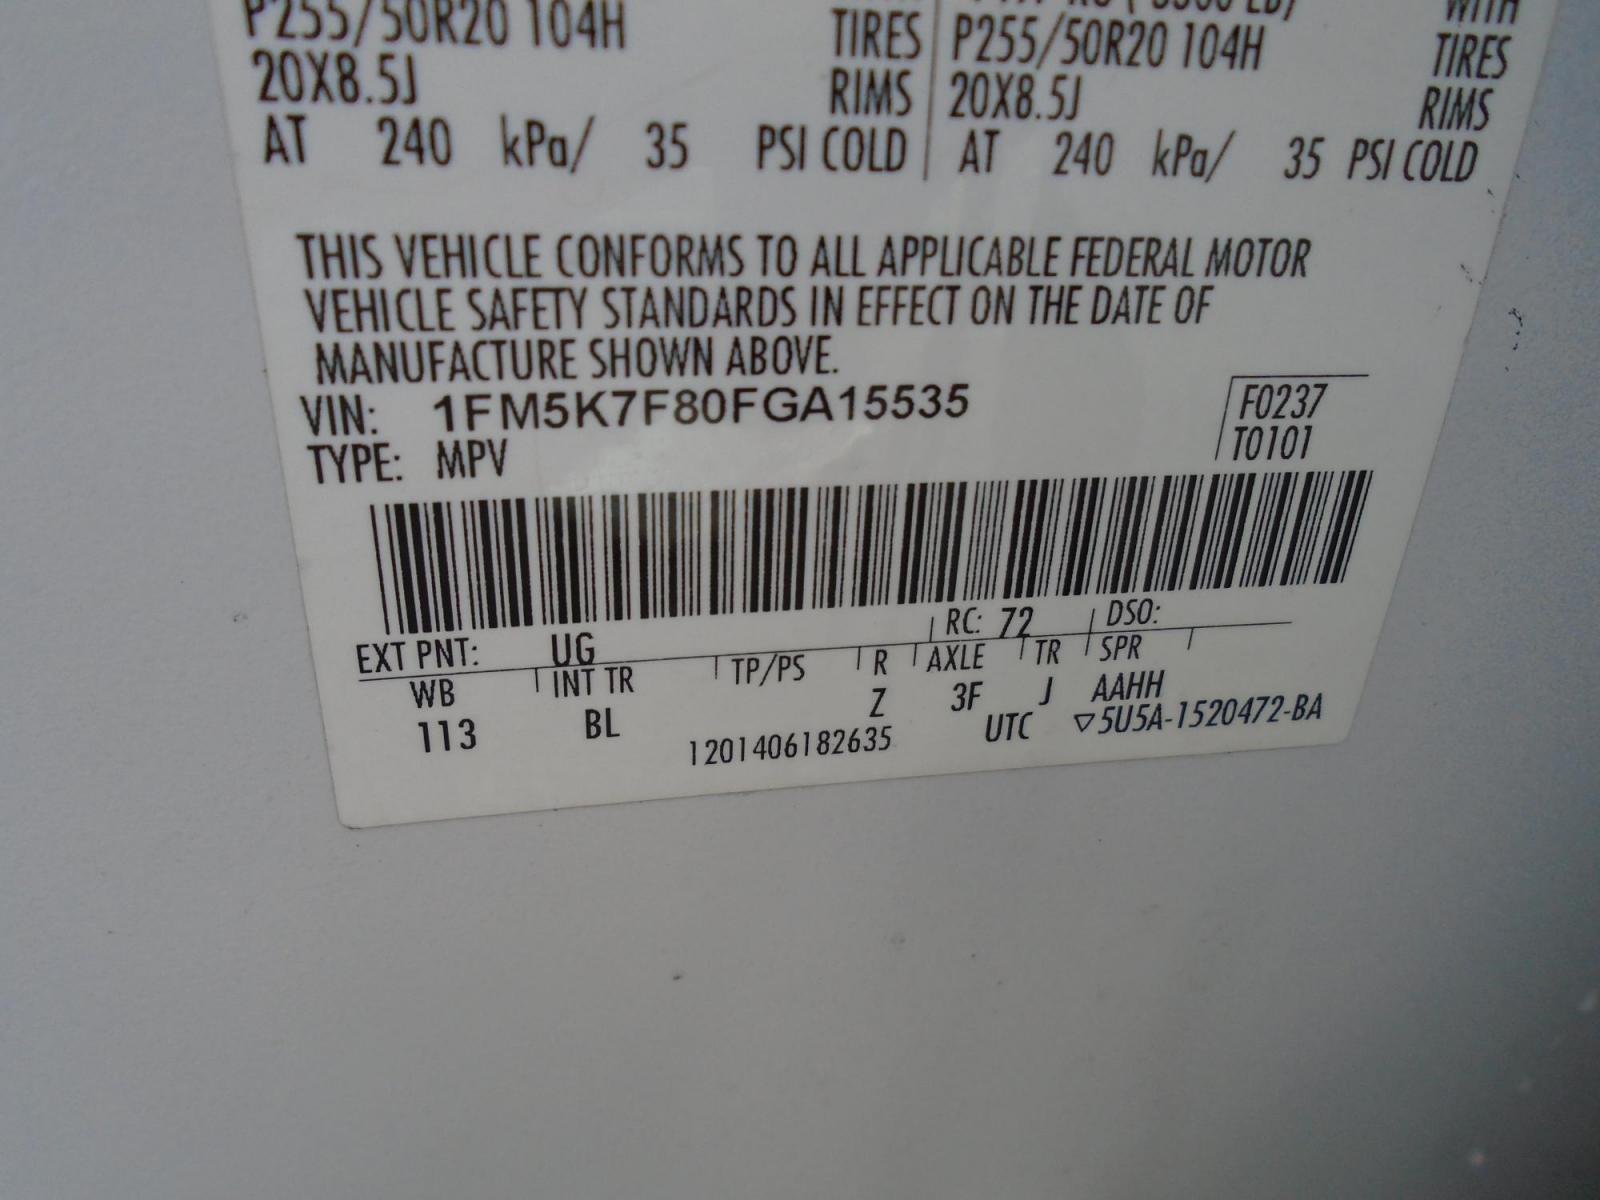 P255/50R20 104H TIRES P255/50R20 104H TIRES
WITH
20X8.5J RIMS 20X8.5J RIMS
AT 240 kPa/ 35 PSI COLD AT 240 kPa/ 35 PSI COLD
THIS VEHICLE CONFORMS TO ALL APPLICABLE FEDERAL MOTOR
VEHICLE SAFETY STANDARDS IN EFFECT ON THE DATE OF
MANUFACTURE SHOWN ABOVE.
VIN: 1FM5K7F80FGA15535
F0237
TYPE: MPV
T0101
EXT PNT: UG RC: 72 DSO:
WB INT TR TP/PS R AXLE TR SPR
113 BL Z 3F J AAHH
1201406182635 UTC ▽5U5A-1520472-BA